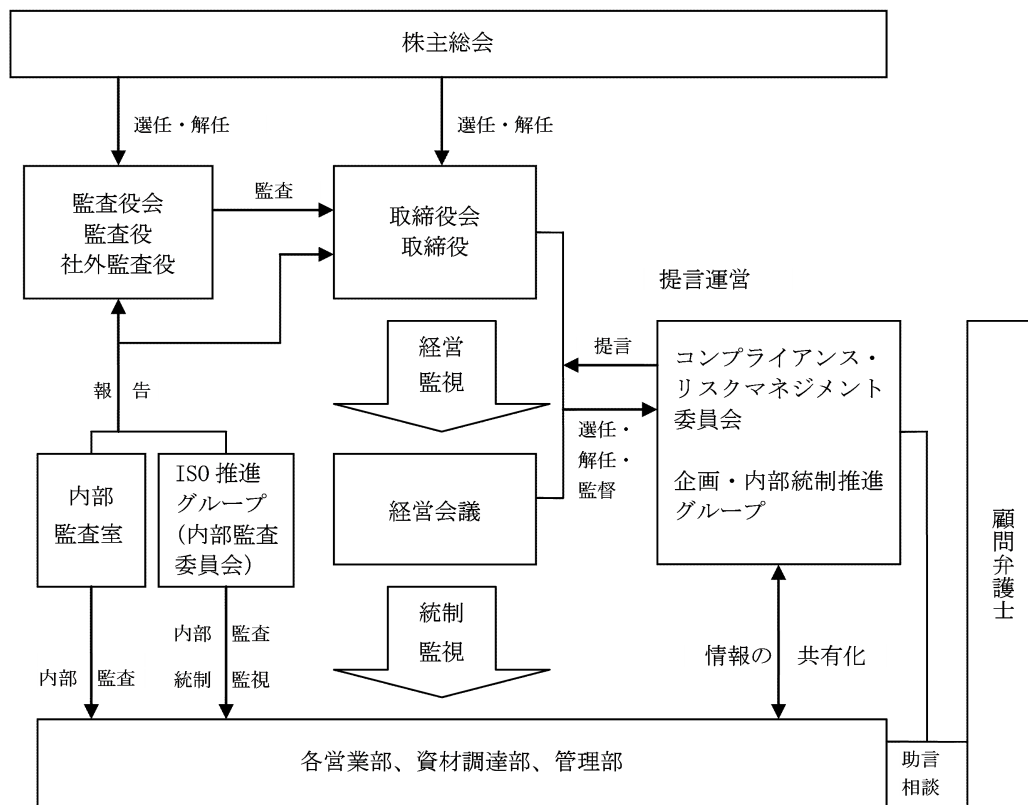 株主総会
選任・解任
選任・解任
監査役会
監査役
社外監査役
監査
取締役会
取締役
提言運営
経営
監視
提言
コンプライアンス・
リスクマネジメント
委員会
企画・内部統制推進
グループ
選任・
解任・
監督
報告
内部
監査室
ISO 推進
グループ
(内部監査
委員会)
経営会議
顧問弁護士
統制
監視
内部 監査
内部 監査
統制 監視
情報の 共有化
各営業部、資材調達部、管理部
助言
相談